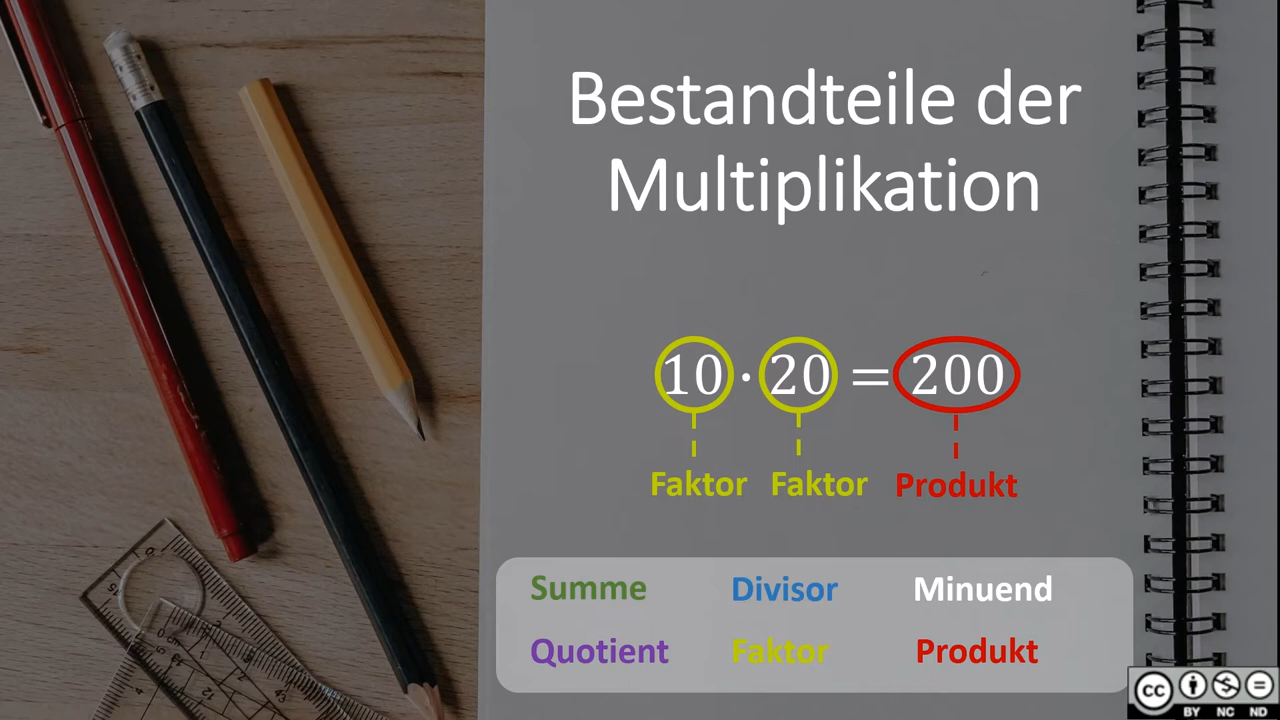 Bestandteile der
Multiplikation
10 · 20 = 200
Faktor Faktor Produkt
Summe Divisor Minuend
Quotient Faktor Produkt
cc
BY NC ND